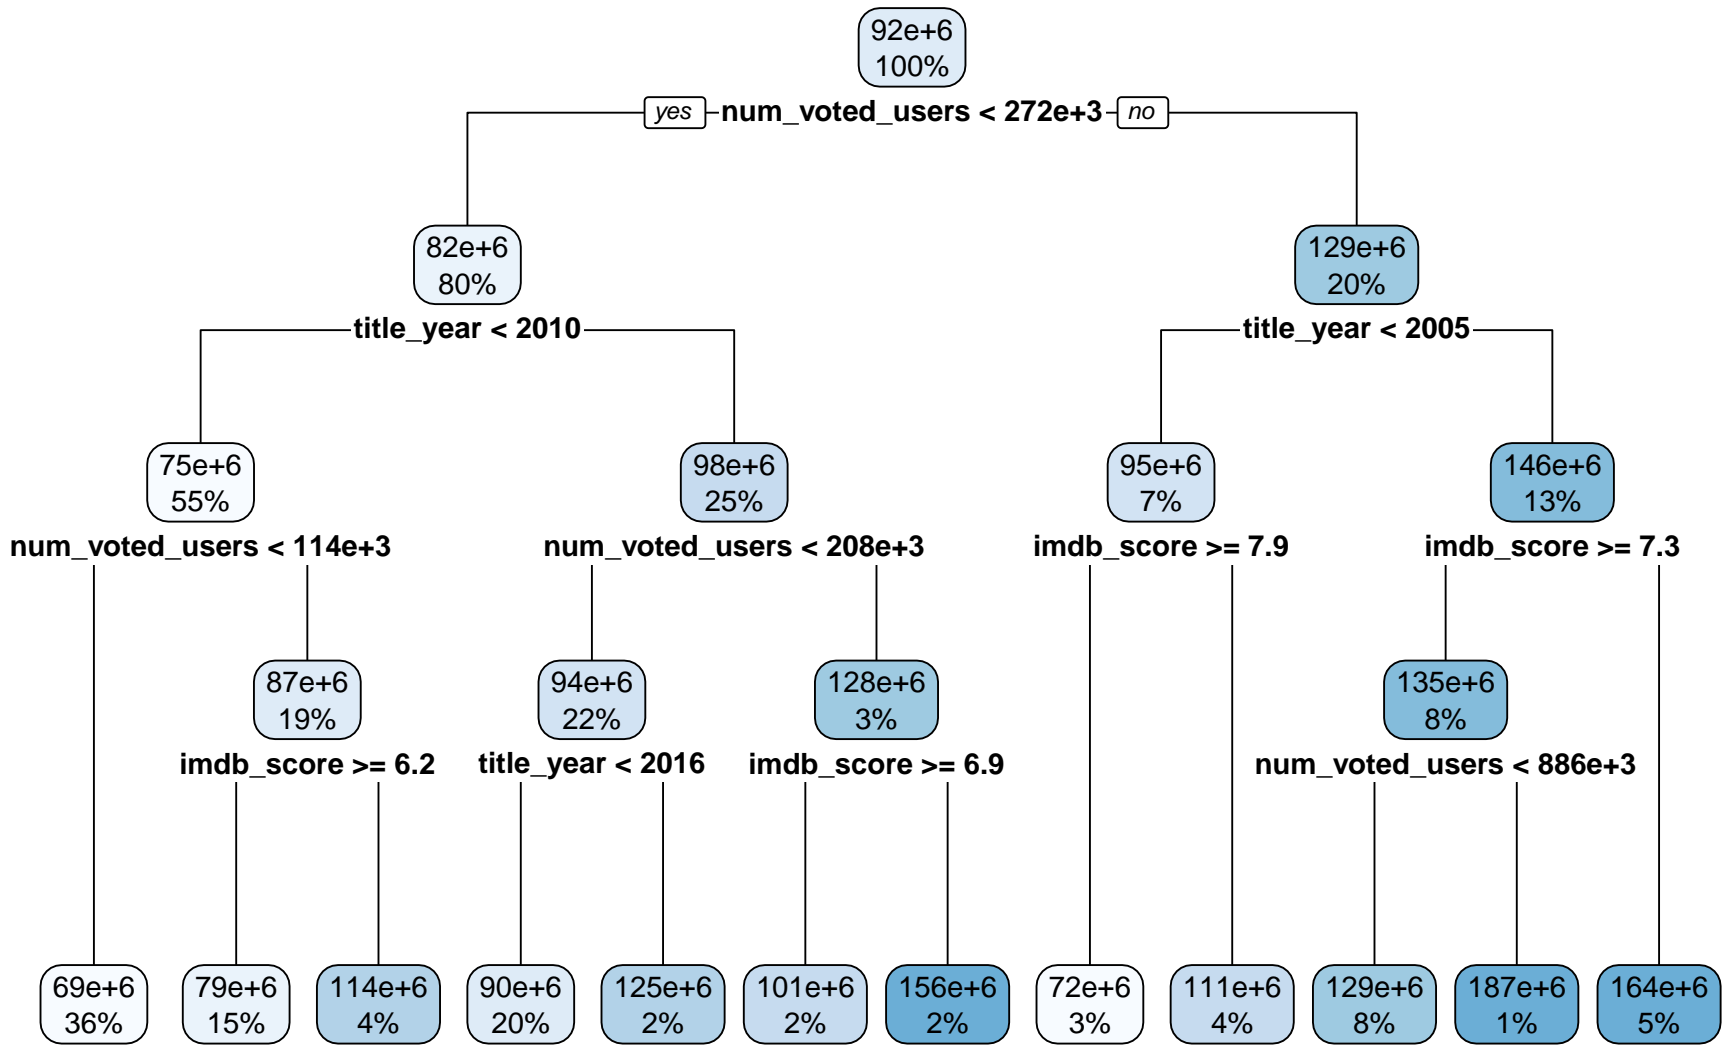 92e+6
100%
yes num_voted_users < 272e+3 no
82e+6
80%
129e+6
20%
title_year < 2010
title_year < 2005
75e+6
55%
98e+6
25%
95e+6
7%
146e+6
13%
num_voted_users < 114e+3
num_voted_users < 208e+3
imdb_score >= 7.9
imdb_score >= 7.3
87e+6
19%
94e+6
22%
128e+6
3%
135e+6
8%
imdb_score >= 6.2
title_year < 2016
imdb_score >= 6.9
num_voted_users < 886e+3
69e+6
36%
79e+6
15%
114e+6
4%
90e+6
20%
125e+6
2%
101e+6
2%
156e+6
2%
72e+6
3%
111e+6
4%
129e+6
8%
187e+6
1%
164e+6
5%